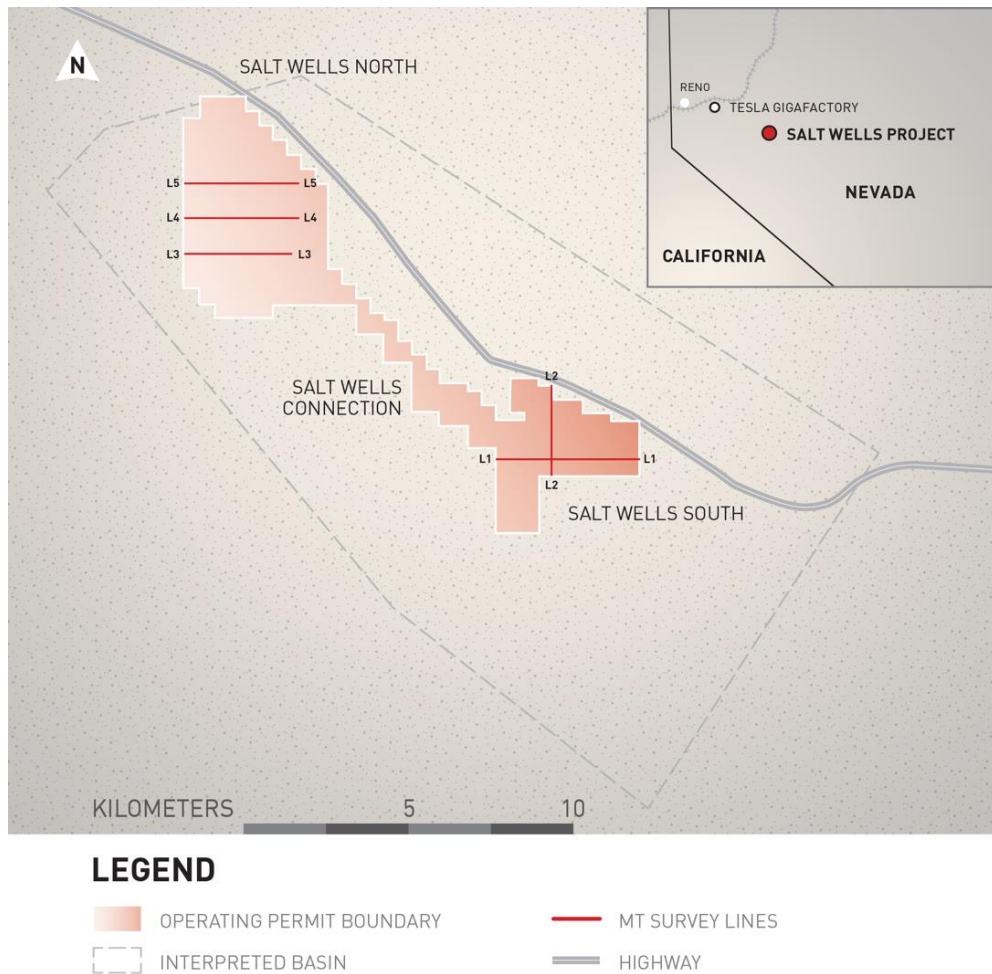 N
SALT WELLS NORTH
RENO
TESLA GIGAFACTORY
SALT WELLS PROJECT
NEVADA
CALIFORNIA
L5 L5
L4 L4
L3 L3
SALT WELLS
CONNECTION
L2
L1 L1
L2
SALT WELLS SOUTH
KILOMETERS 5 10
LEGEND
OPERATING PERMIT BOUNDARY
MT SURVEY LINES
INTERPRETED BASIN
HIGHWAY